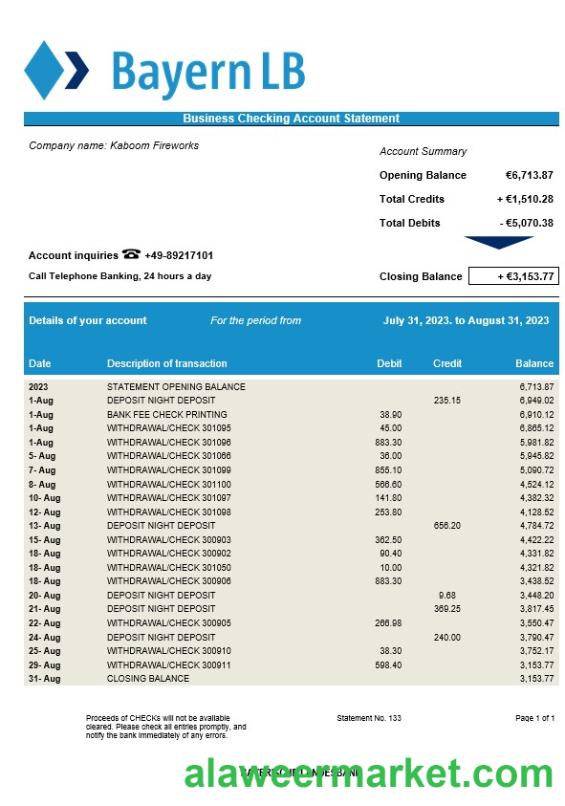 Bayern LB
Business Checking Account Statement
Company name: Kaboom Fireworks
Account Summary
Opening Balance €6,713.87
Total Credits + €1,510.28
Total Debits - €5,070.38
Account inquiries ☎ +49-89217101
Call Telephone Banking, 24 hours a day
Closing Balance + €3,153.77
Details of your account For the period from July 31, 2023. to August 31, 2023
Date Description of transaction Debit Credit Balance
2023 STATEMENT OPENING BALANCE 6,713.87
1-Aug DEPOSIT NIGHT DEPOSIT 235.15 6,949.02
1-Aug BANK FEE CHECK PRINTING 38.90 6,910.12
1-Aug WITHDRAWAL/CHECK 301095 45.00 6,865.12
1-Aug WITHDRAWAL/CHECK 301096 883.30 5,981.82
5- Aug WITHDRAWAL/CHECK 301066 36.00 5,945.82
7- Aug WITHDRAWAL/CHECK 301099 855.10 5,090.72
8- Aug WITHDRAWAL/CHECK 301100 566.60 4,524.12
10- Aug WITHDRAWAL/CHECK 301097 141.80 4,382.32
12- Aug WITHDRAWAL/CHECK 301098 253.80 4,128.52
13- Aug DEPOSIT NIGHT DEPOSIT 656.20 4,784.72
15- Aug WITHDRAWAL/CHECK 300903 362.50 4,422.22
18- Aug WITHDRAWAL/CHECK 300902 90.40 4,331.82
18- Aug WITHDRAWAL/CHECK 301050 10.00 4,321.82
18- Aug WITHDRAWAL/CHECK 300906 883.30 3,438.52
20- Aug DEPOSIT NIGHT DEPOSIT 9.68 3,448.20
21- Aug DEPOSIT NIGHT DEPOSIT 369.25 3,817.45
22- Aug WITHDRAWAL/CHECK 300905 266.98 3,550.47
24- Aug DEPOSIT NIGHT DEPOSIT 240.00 3,790.47
25- Aug WITHDRAWAL/CHECK 300910 38.30 3,752.17
29- Aug WITHDRAWAL/CHECK 300911 598.40 3,153.77
31- Aug CLOSING BALANCE 3,153.77
Proceeds of CHECKs will not be available
cleared. Please check all entries promptly, and
notify the bank immediately of any errors.
Statement No. 133
Page 1 of 1
alaweermarket.com